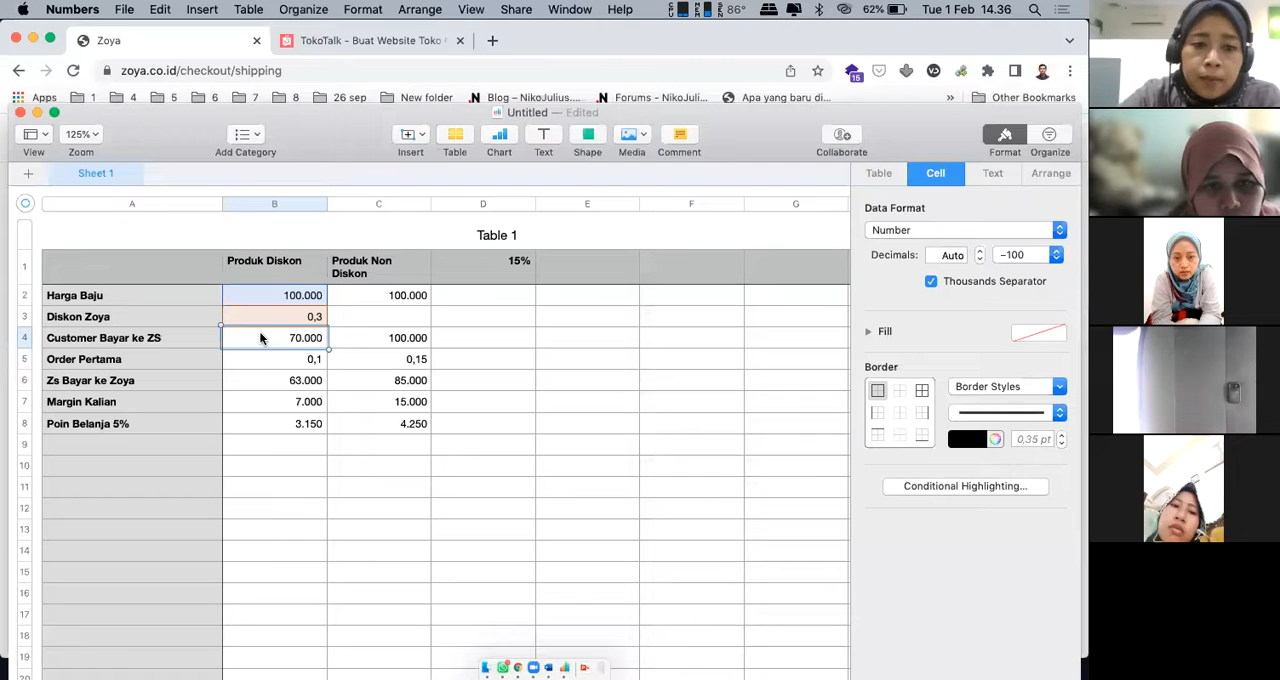 Numbers File Edit Insert Table Organize Format Arrange View Share Window Help 86° 62% Tue 1 Feb 14.36
Zoya TokoTalk - Buat Website Toko
zoya.co.id/checkout/shipping 15
Apps 1 4 5 6 7 8 26 sep New folder Blog – NikoJulius.... Forums – NikoJuli... Apa yang baru di... » Other Bookmarks
Untitled — Edited
125%
View Zoom Add Category Insert Table Chart Text Shape Media Comment Collaborate Format Organize
Sheet 1 Table Cell Text Arrange
A B C D E F G
Table 1
1 Produk Diskon Produk Non 15%
Diskon
2 Harga Baju 100.000 100.000
3 Diskon Zoya 0,3
4 Customer Bayar ke ZS 70.000 100.000
5 Order Pertama 0,1 0,15
6 Zs Bayar ke Zoya 63.000 85.000
7 Margin Kalian 7.000 15.000
8 Poin Belanja 5% 3.150 4.250
9
10
11
12
13
14
15
16
17
18
19
20
Data Format
Number
Decimals: Auto −100
Thousands Separator
Fill
Border
Border Styles
0,35 pt
Conditional Highlighting...